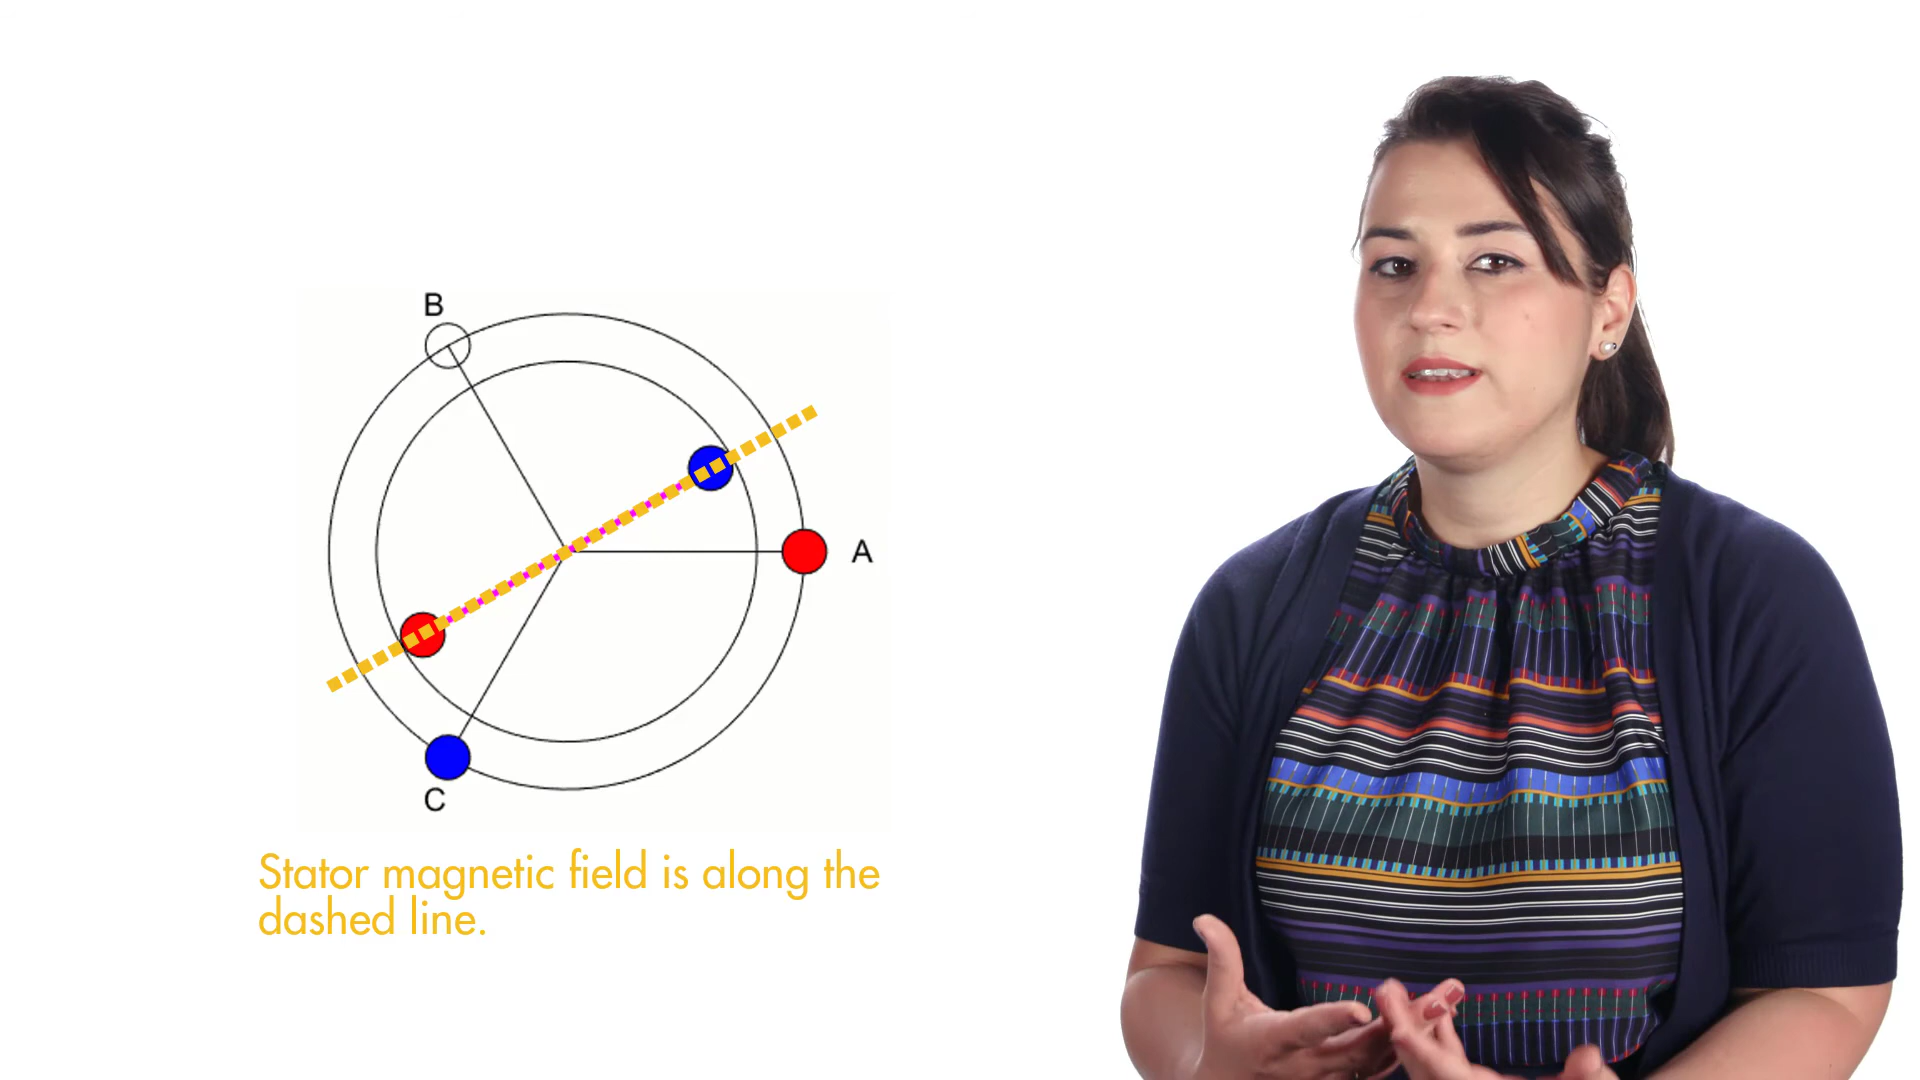 B
A
C
Stator magnetic field is along the
dashed line.